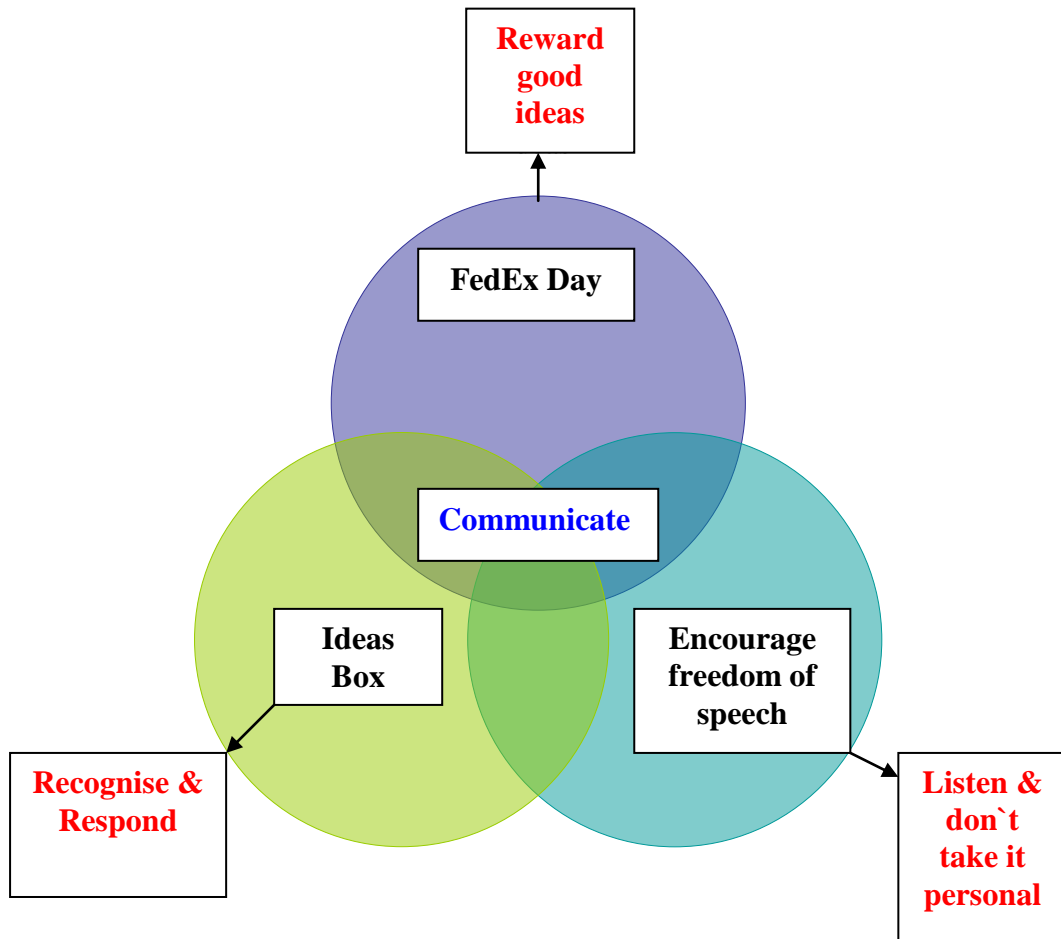 Reward
good
ideas
FedEx Day
Communicate
Ideas
Box
Encourage
freedom of
speech
Recognise &
Respond
Listen &
don`t
take it
personal